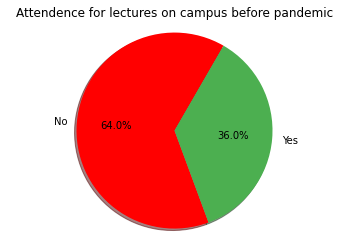 Attendence for lectures on campus before pandemic
No
64.0%
36.0%
Yes